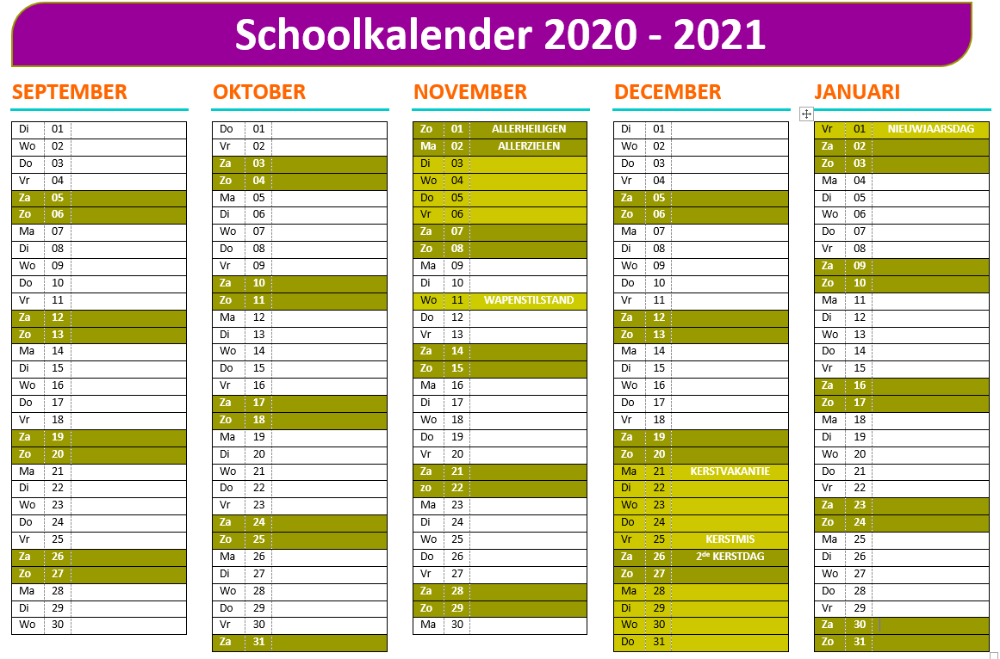 Schoolkalender 2020 - 2021
SEPTEMBER
Di 01
Wo 02
Do 03
Vr 04
Za 05
Zo 06
Ma 07
Di 08
Wo 09
Do 10
Vr 11
Za 12
Zo 13
Ma 14
Di 15
Wo 16
Do 17
Vr 18
Za 19
Zo 20
Ma 21
Di 22
Wo 23
Do 24
Vr 25
Za 26
Zo 27
Ma 28
Di 29
Wo 30
OKTOBER
Do 01
Vr 02
Za 03
Zo 04
Ma 05
Di 06
Wo 07
Do 08
Vr 09
Za 10
Zo 11
Ma 12
Di 13
Wo 14
Do 15
Vr 16
Za 17
Zo 18
Ma 19
Di 20
Wo 21
Do 22
Vr 23
Za 24
Zo 25
Ma 26
Di 27
Wo 28
Do 29
Vr 30
Za 31
NOVEMBER
Zo 01 ALLERHEILIGEN
Ma 02 ALLERZIELEN
Di 03
Wo 04
Do 05
Vr 06
Za 07
Zo 08
Ma 09
Di 10
Wo 11 WAPENSTILSTAND
Do 12
Vr 13
Za 14
Zo 15
Ma 16
Di 17
Wo 18
Do 19
Vr 20
Za 21
zo 22
Ma 23
Di 24
Wo 25
Do 26
Vr 27
Za 28
Zo 29
Ma 30
DECEMBER
Di 01
Wo 02
Do 03
Vr 04
Za 05
Zo 06
Ma 07
Di 08
Wo 09
Do 10
Vr 11
Za 12
Zo 13
Ma 14
Di 15
Wo 16
Do 17
Vr 18
Za 19
Zo 20
Ma 21 KERSTVAKANTIE
Di 22
Wo 23
Do 24
Vr 25 KERSTMIS
Za 26 2de KERSTDAG
Zo 27
Ma 28
Di 29
Wo 30
Do 31
JANUARI
Vr 01 NIEUWJAARSDAG
Za 02
Zo 03
Ma 04
Di 05
Wo 06
Do 07
Vr 08
Za 09
Zo 10
Ma 11
Di 12
Wo 13
Do 14
Vr 15
Za 16
Zo 17
Ma 18
Di 19
Wo 20
Do 21
Vr 22
Za 23
Zo 24
Ma 25
Di 26
Wo 27
Do 28
Vr 29
Za 30
Zo 31